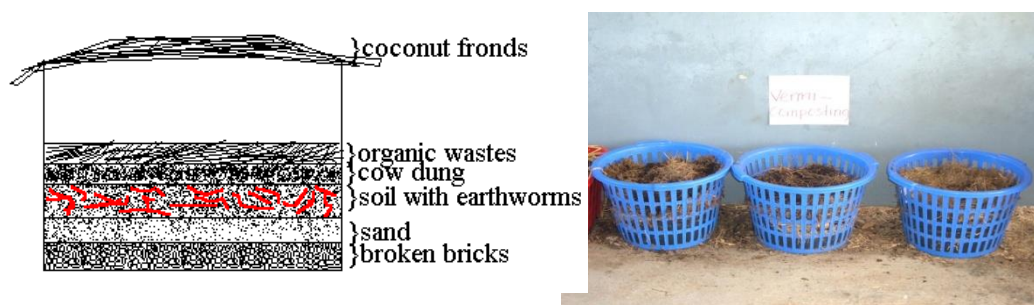 coconut fronds
organic wastes
cow dung
soil with earthworms
sand
broken bricks
Vermi-
composting